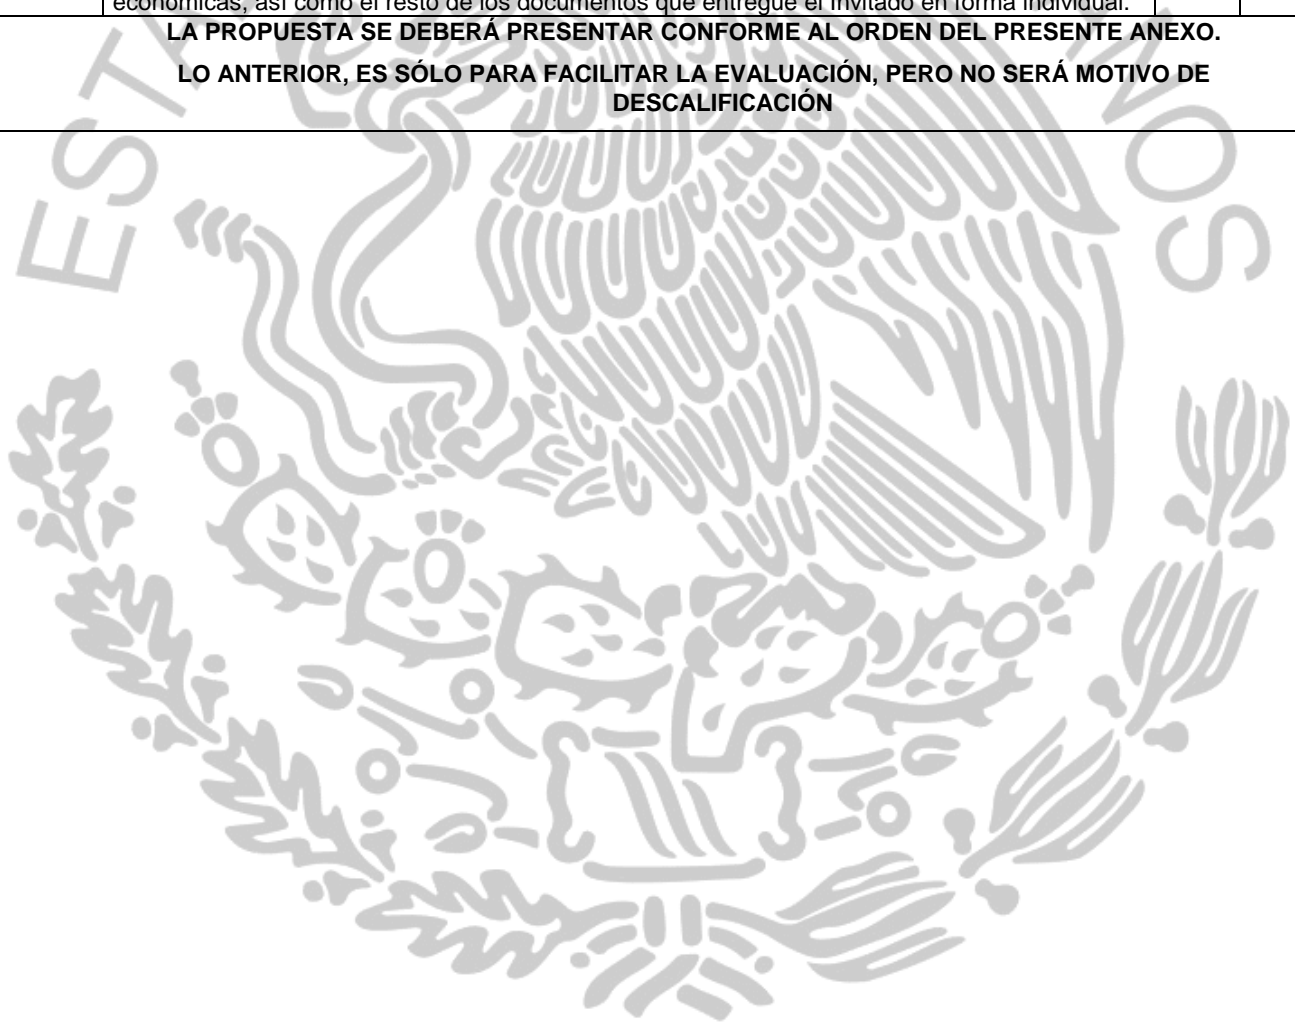 económicas, así como el resto de los documentos que entregue el invitado en forma individual.
LA PROPUESTA SE DEBERÁ PRESENTAR CONFORME AL ORDEN DEL PRESENTE ANEXO.
LO ANTERIOR, ES SÓLO PARA FACILITAR LA EVALUACIÓN, PERO NO SERÁ MOTIVO DE
DESCALIFICACIÓN
EST
NOS